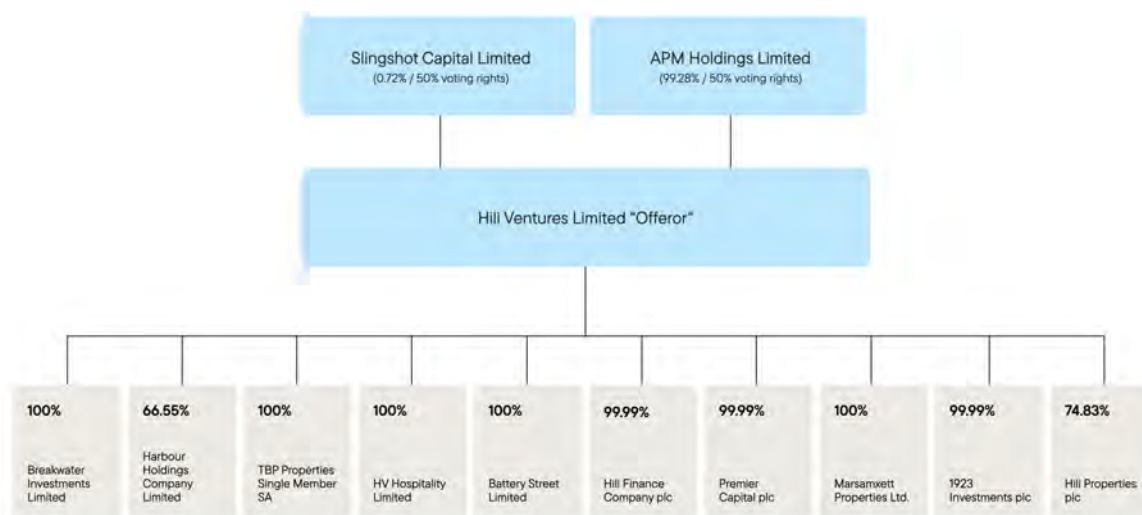 Slingshot Capital Limited
(0.72% / 50% voting rights)
APM Holdings Limited
(99.28% / 50% voting rights)
Hili Ventures Limited "Offeror"
100%
Breakwater
Investments
Limited
66.55%
Harbour
Holdings
Company
Limited
100%
TBP Properties
Single Member
SA
100%
HV Hospitality
Limited
100%
Battery Street
Limited
99.99%
Hili Finance
Company plc
99.99%
Premier
Capital plc
100%
Marsamxett
Properties Ltd.
99.99%
1923
Investments plc
74.83%
Hili Properties
plc